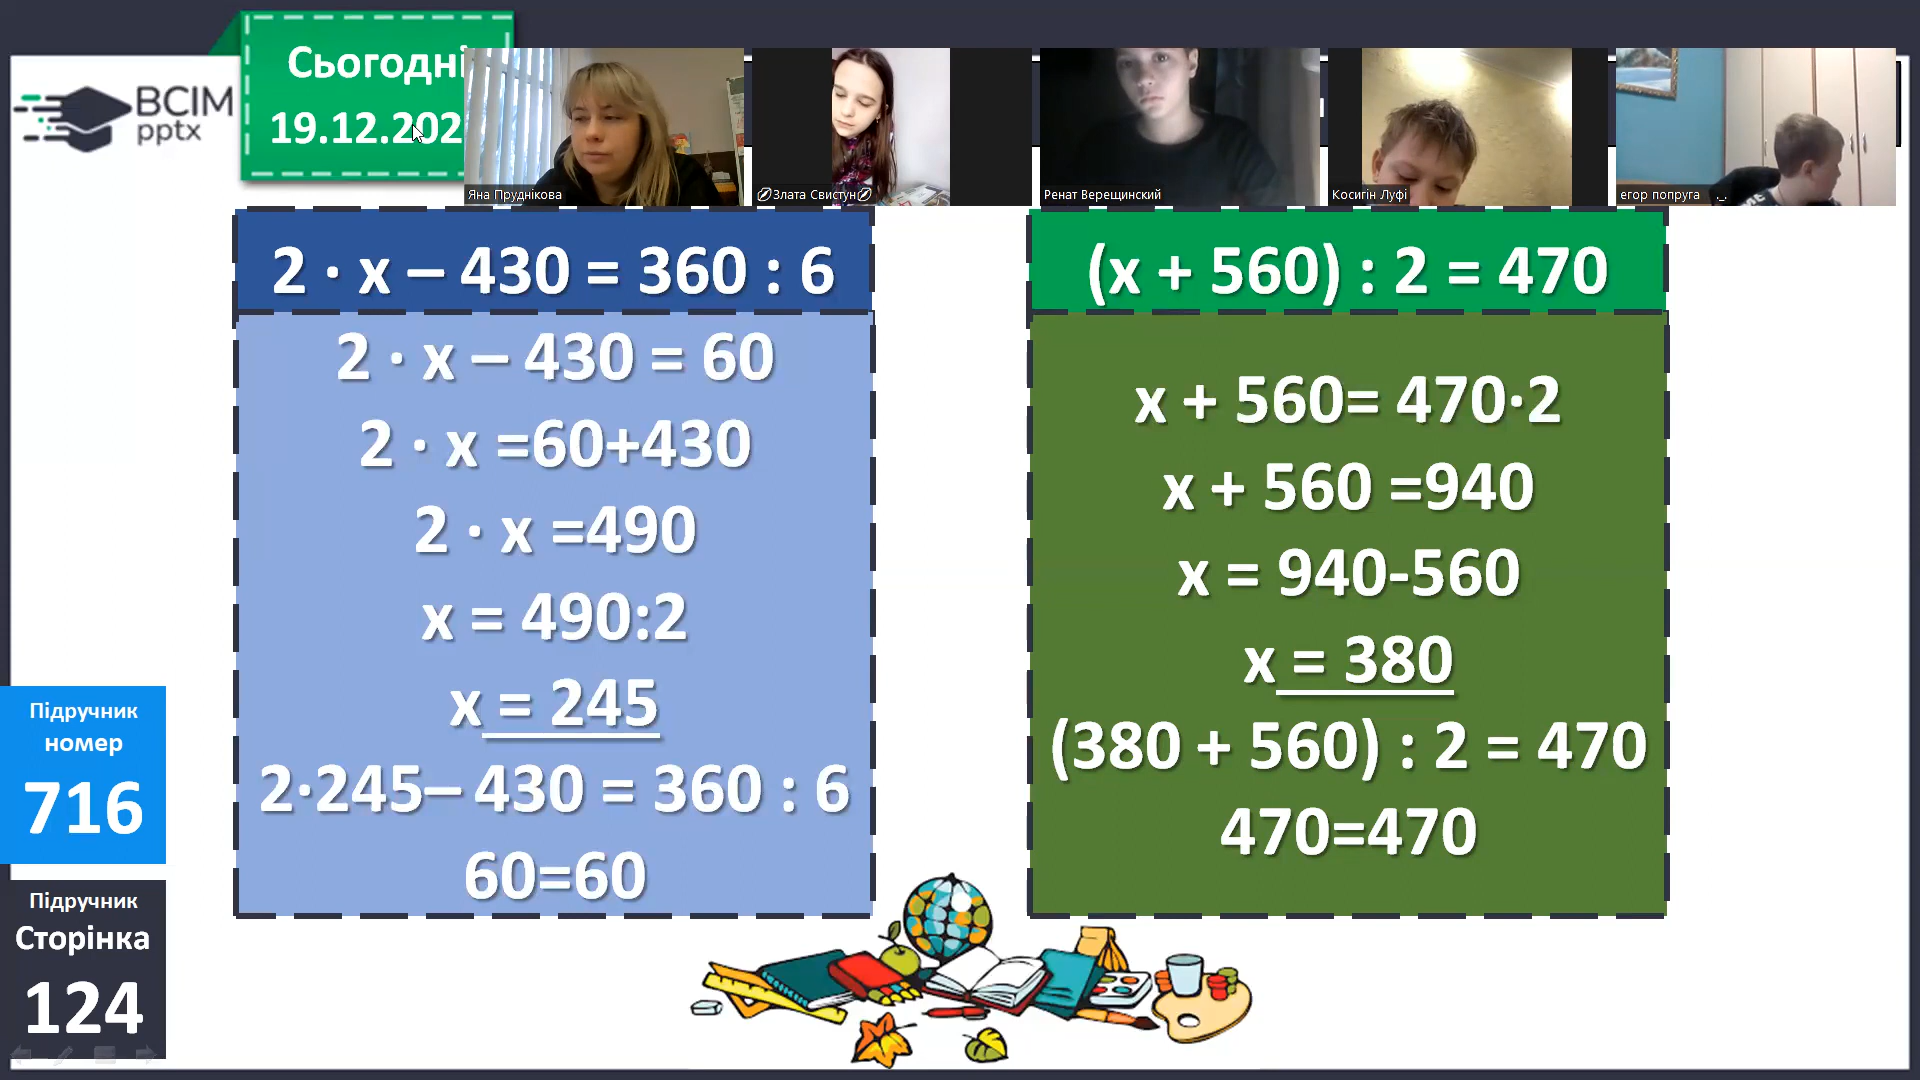 Сьогодні
19.12.202
ВСІМ
pptx
Яна Пруднікова
Злата Свистун
Ренат Верещинский
Косигін Луфі
егор попруга
2 · х – 430 = 360 : 6
2 · х – 430 = 60
2 · х =60+430
2 · х =490
х = 490:2
х = 245
2·245– 430 = 360 : 6
60=60
(х + 560) : 2 = 470
х + 560= 470·2
х + 560 =940
х = 940-560
х = 380
(380 + 560) : 2 = 470
470=470
Підручник
номер
716
Підручник
Сторінка
124